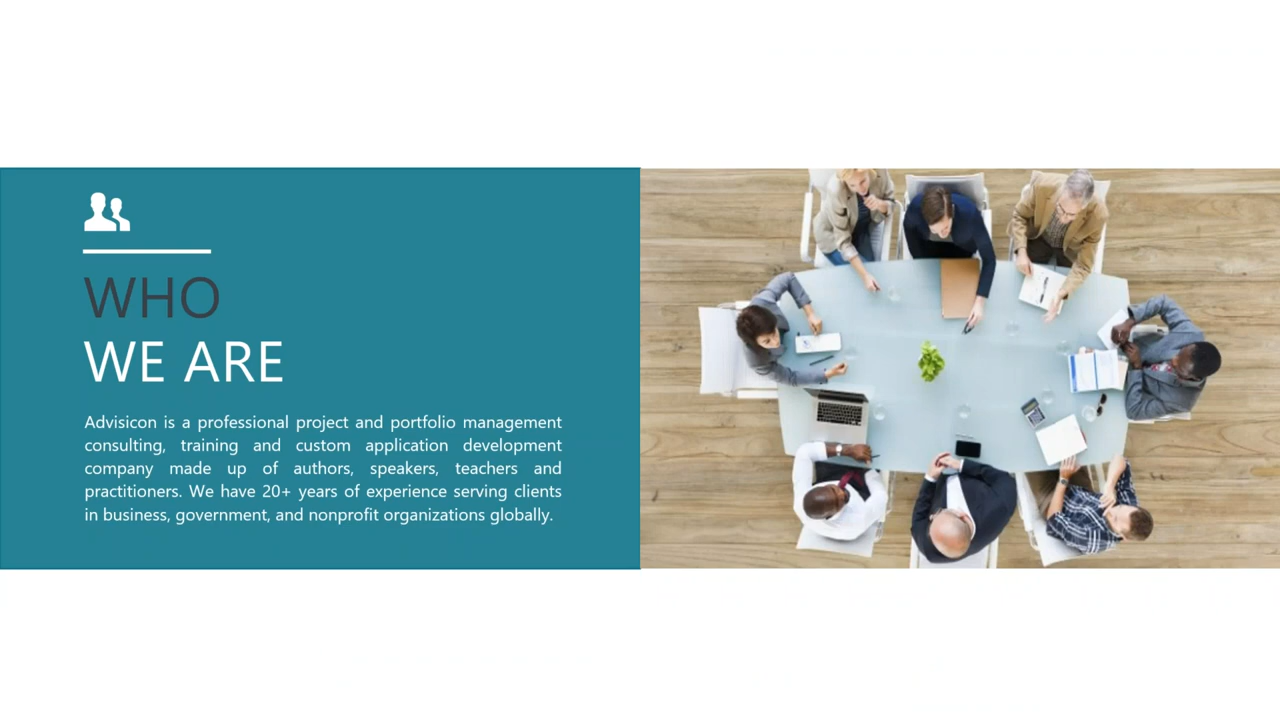 WHO
WE ARE
Advisicon is a professional project and portfolio management
consulting, training and custom application development
company made up of authors, speakers, teachers and
practitioners. We have 20+ years of experience serving clients
in business, government, and nonprofit organizations globally.